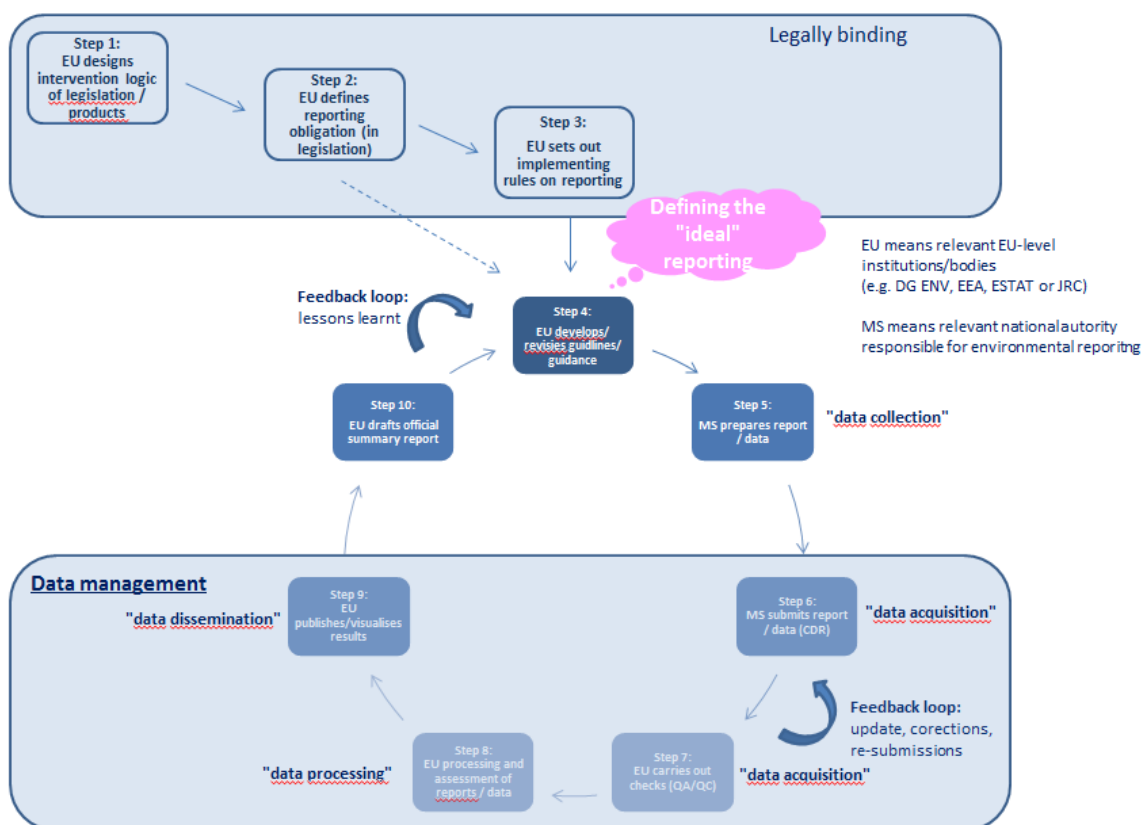 Legally binding
Step 1:
EU designs
intervention logic
of legislation /
products
Step 2:
EU defines
reporting
obligation (in
legislation)
Step 3:
EU sets out
implementing
rules on reporting
Defining the
"ideal"
reporting
EU means relevant EU-level
institutions/bodies
(e.g. DG ENV, EEA, ESTAT or JRC)
MS means relevant national autority
responsible for environmental reporitng
Feedback loop:
lessons learnt
Step 4:
EU develops/
revisies guidlines/
guidance
Step 10:
EU drafts official
summary report
Step 5:
MS prepares report
/ data
"data collection"
Data management
"data dissemination"
Step 9:
EU
publishes/visualises
results
Step 6:
MS submits report
/ data (CDR)
"data acquisition"
Feedback loop:
update, corections,
re-submissions
"data processing"
Step 8:
EU processing and
assessment of
reports / data
Step 7:
EU carries out
checks (QA/QC)
"data acquisition"